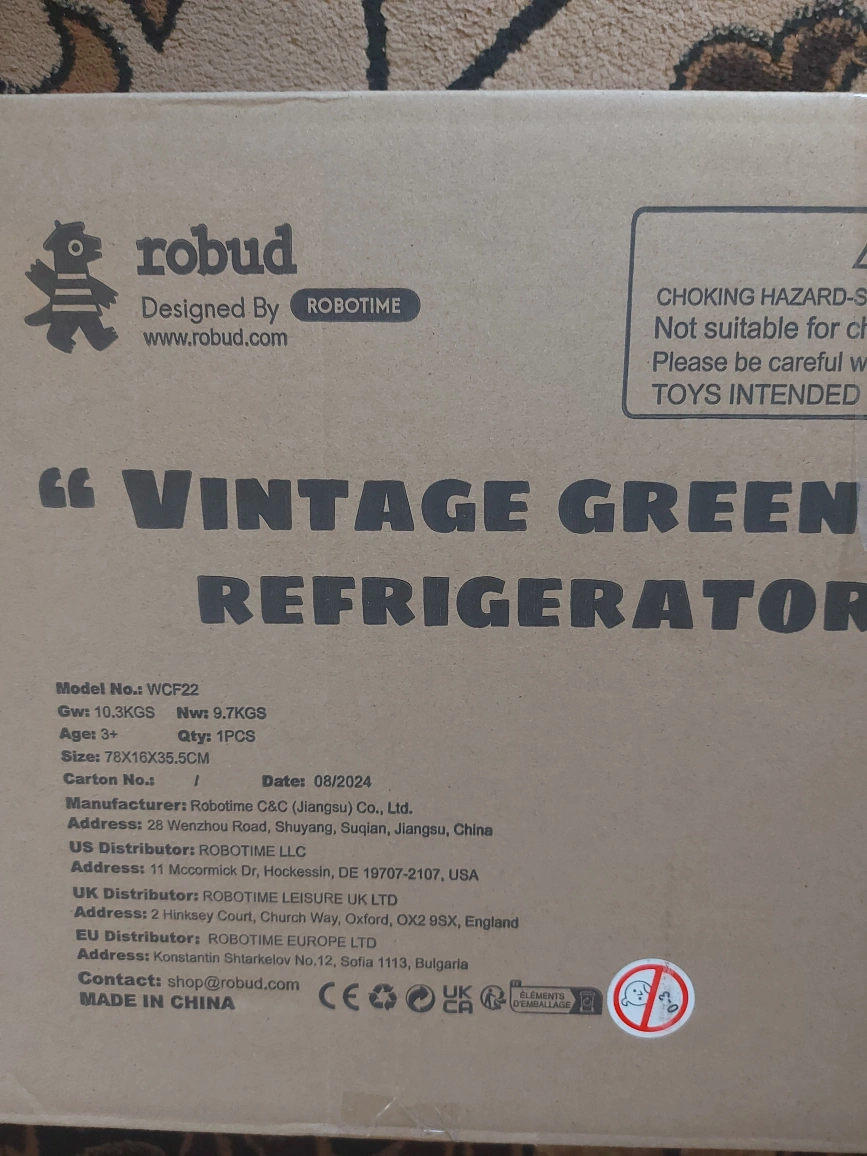 robud
Designed By ROBOTIME
www.robud.com
CHOKING HAZARD-
Not suitable for
Please be careful
TOYS INTENDED
“ VINTAGE GREEN
REFRIGERATOR
Model No.: WCF22
Gw: 10.3KGS Nw: 9.7KGS
Age: 3+ Qty: 1PCS
Size: 78X16X35.5CM
Carton No.: / Date: 08/2024
Manufacturer: Robotime C&C (Jiangsu) Co., Ltd.
Address: 28 Wenzhou Road, Shuyang, Suqian, Jiangsu, China
US Distributor: ROBOTIME LLC
Address: 11 Mccormick Dr, Hockessin, DE 19707-2107, USA
UK Distributor: ROBOTIME LEISURE UK LTD
Address: 2 Hinksey Court, Church Way, Oxford, OX2 9SX, England
EU Distributor: ROBOTIME EUROPE LTD
Address: Konstantin Shtarkelov No.12, Sofia 1113, Bulgaria
Contact: shop@robud.com
MADE IN CHINA
CE
UK
CA
ÉLÉMENTS
D'EMBALLAGE
0-3